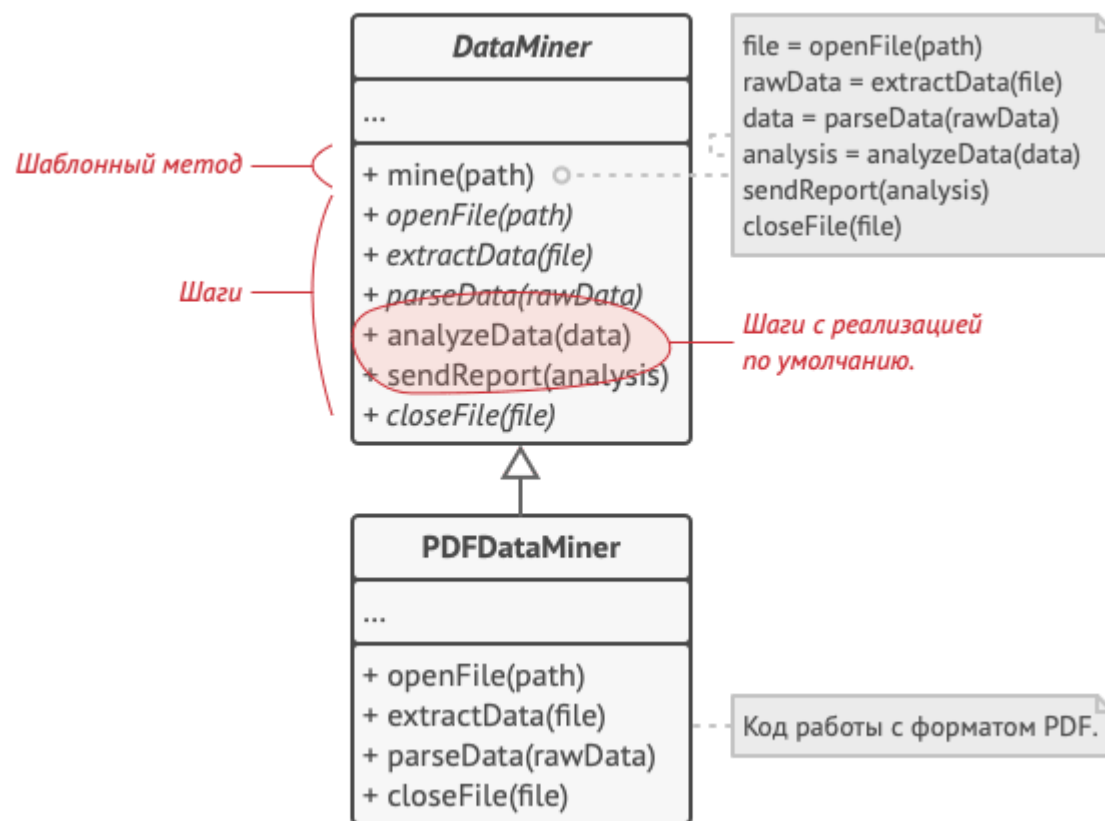 DataMiner
...
Шаблонный метод
+ mine(path)
+ openFile(path)
+ extractData(file)
+ parseData(rawData)
+ analyzeData(data)
+ sendReport(analysis)
+ closeFile(file)
Шаги
file = openFile(path)
rawData = extractData(file)
data = parseData(rawData)
analysis = analyzeData(data)
sendReport(analysis)
closeFile(file)
Шаги с реализацией
по умолчанию.
PDFDataMiner
...
+ openFile(path)
+ extractData(file)
+ parseData(rawData)
+ closeFile(file)
Код работы с форматом PDF.